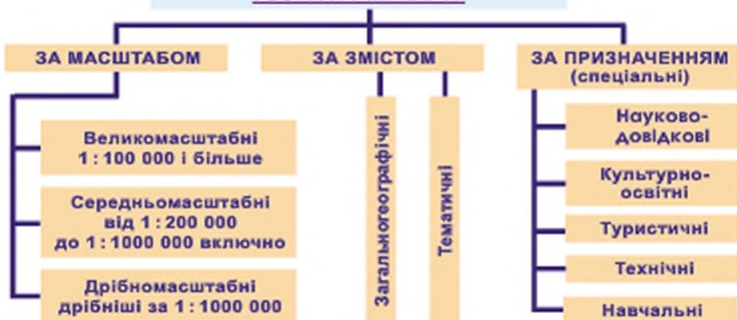 ЗА МАСШТАБОМ
ЗА ЗМІСТОМ
ЗА ПРИЗНАЧЕННЯМ
(спеціальні)
Великомасштабні
1 : 100 000 і більше
Середньомасштабні
від 1 : 200 000
до 1 : 1000 000 включно
Дрібномасштабні
дрібніші за 1 : 1000 000
Загальногеографічні
Тематичні
Науково-
довідкові
Культурно-
освітні
Туристичні
Технічні
Навчальні